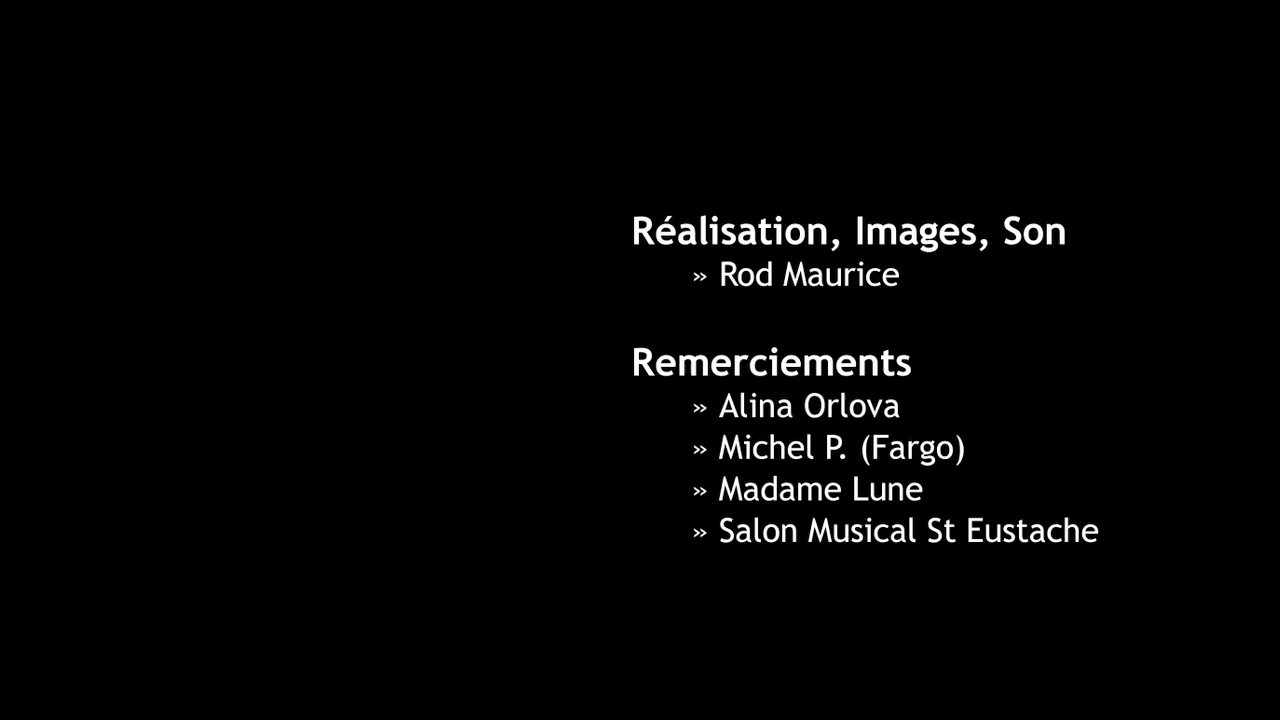 Réalisation, Images, Son
» Rod Maurice
Remerciements
» Alina Orlova
» Michel P. (Fargo)
» Madame Lune
» Salon Musical St Eustache